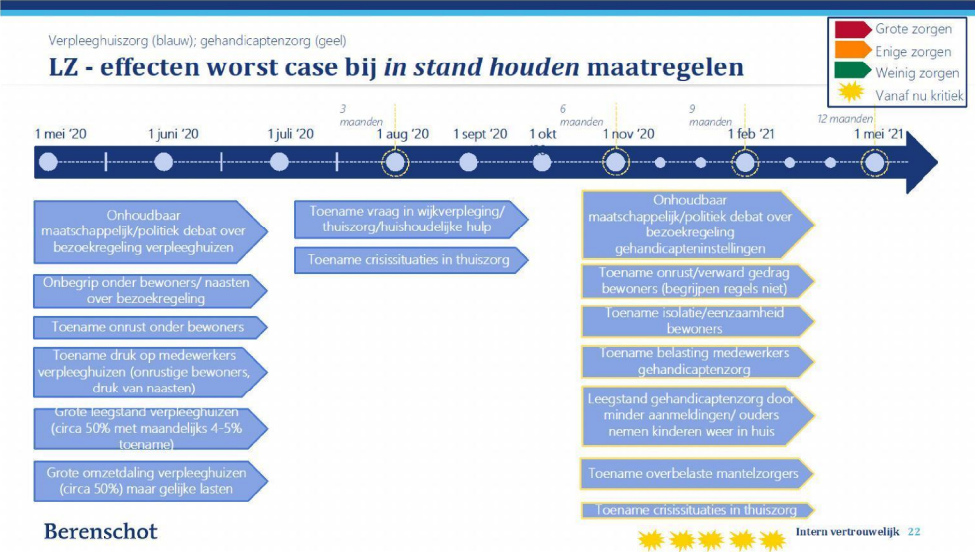 Verpleeghuiszorg (blauw); gehandicaptenzorg (geel)
LZ - effecten worst case bij in stand houden maatregelen
Grote zorgen
Enige zorgen
Weinig zorgen
Vanaf nu kritiek
3
maanden
6
maanden
9
maanden
12 maanden
1 mei '20
1 juni '20
1 juli '20
1 aug '20
1 sept '20
1 okt
1 nov '20
1 feb '21
1 mei '21
Onhoudbaar
maatschappelijk/politiek debat over
bezoekregeling verpleeghuizen
Onbegrip onder bewoners/ naasten
over bezoekregeling
Toename onrust onder bewoners
Toename druk op medewerkers
verpleeghuizen (onrustige bewoners,
druk van naasten)
Grote leegstand verpleeghuizen
(circa 50% met maandelijks 4-5%
toename)
Grote omzetdaling verpleeghuizen
(circa 50%) maar gelijke lasten
Toename vraag in wijkverpleging/
thuiszorg/huishoudelijke hulp
Toename crisissituaties in thuiszorg
Onhoudbaar
maatschappelijk/politiek debat over
bezoekregeling
gehandicapteninstellingen
Toename onrust/verward gedrag
bewoners (begrijpen regels niet)
Toename isolatie/eenzaamheid
bewoners
Toename belasting medewerkers
gehandicaptenzorg
Leegstand gehandicaptenzorg door
minder aanmeldingen/ ouders
nemen kinderen weer in huis
Toename overbelaste mantelzorgers
Toename crisissituaties in thuiszorg
Berenschot
Intern vertrouwelijk 22